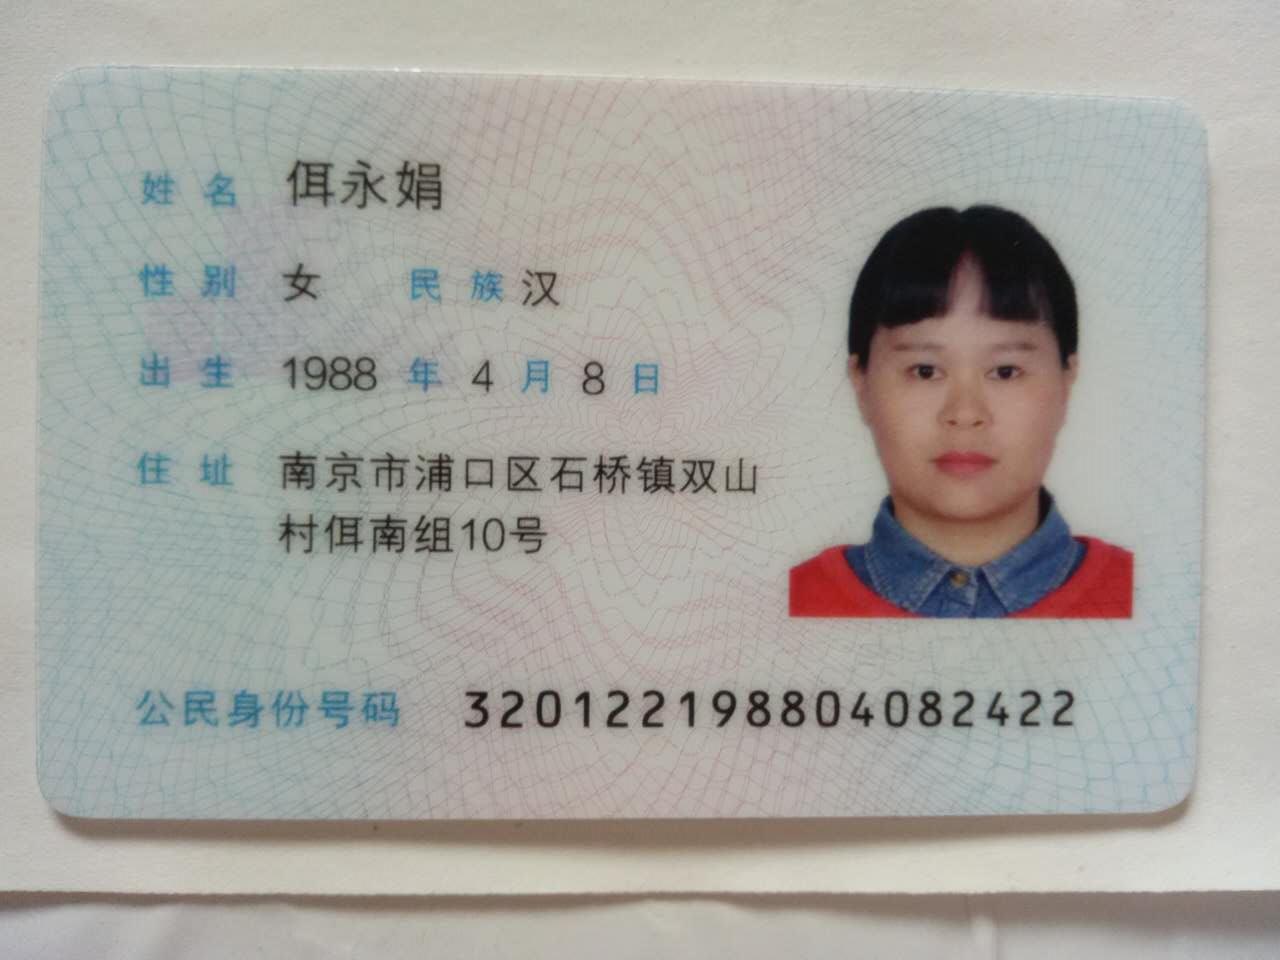 姓名 佴永娟
性别 女 民族 汉
出生 1988 年 4 月 8 日
住址 南京市浦口区石桥镇双山
村佴南组10号
公民身份号码 320122198804082422